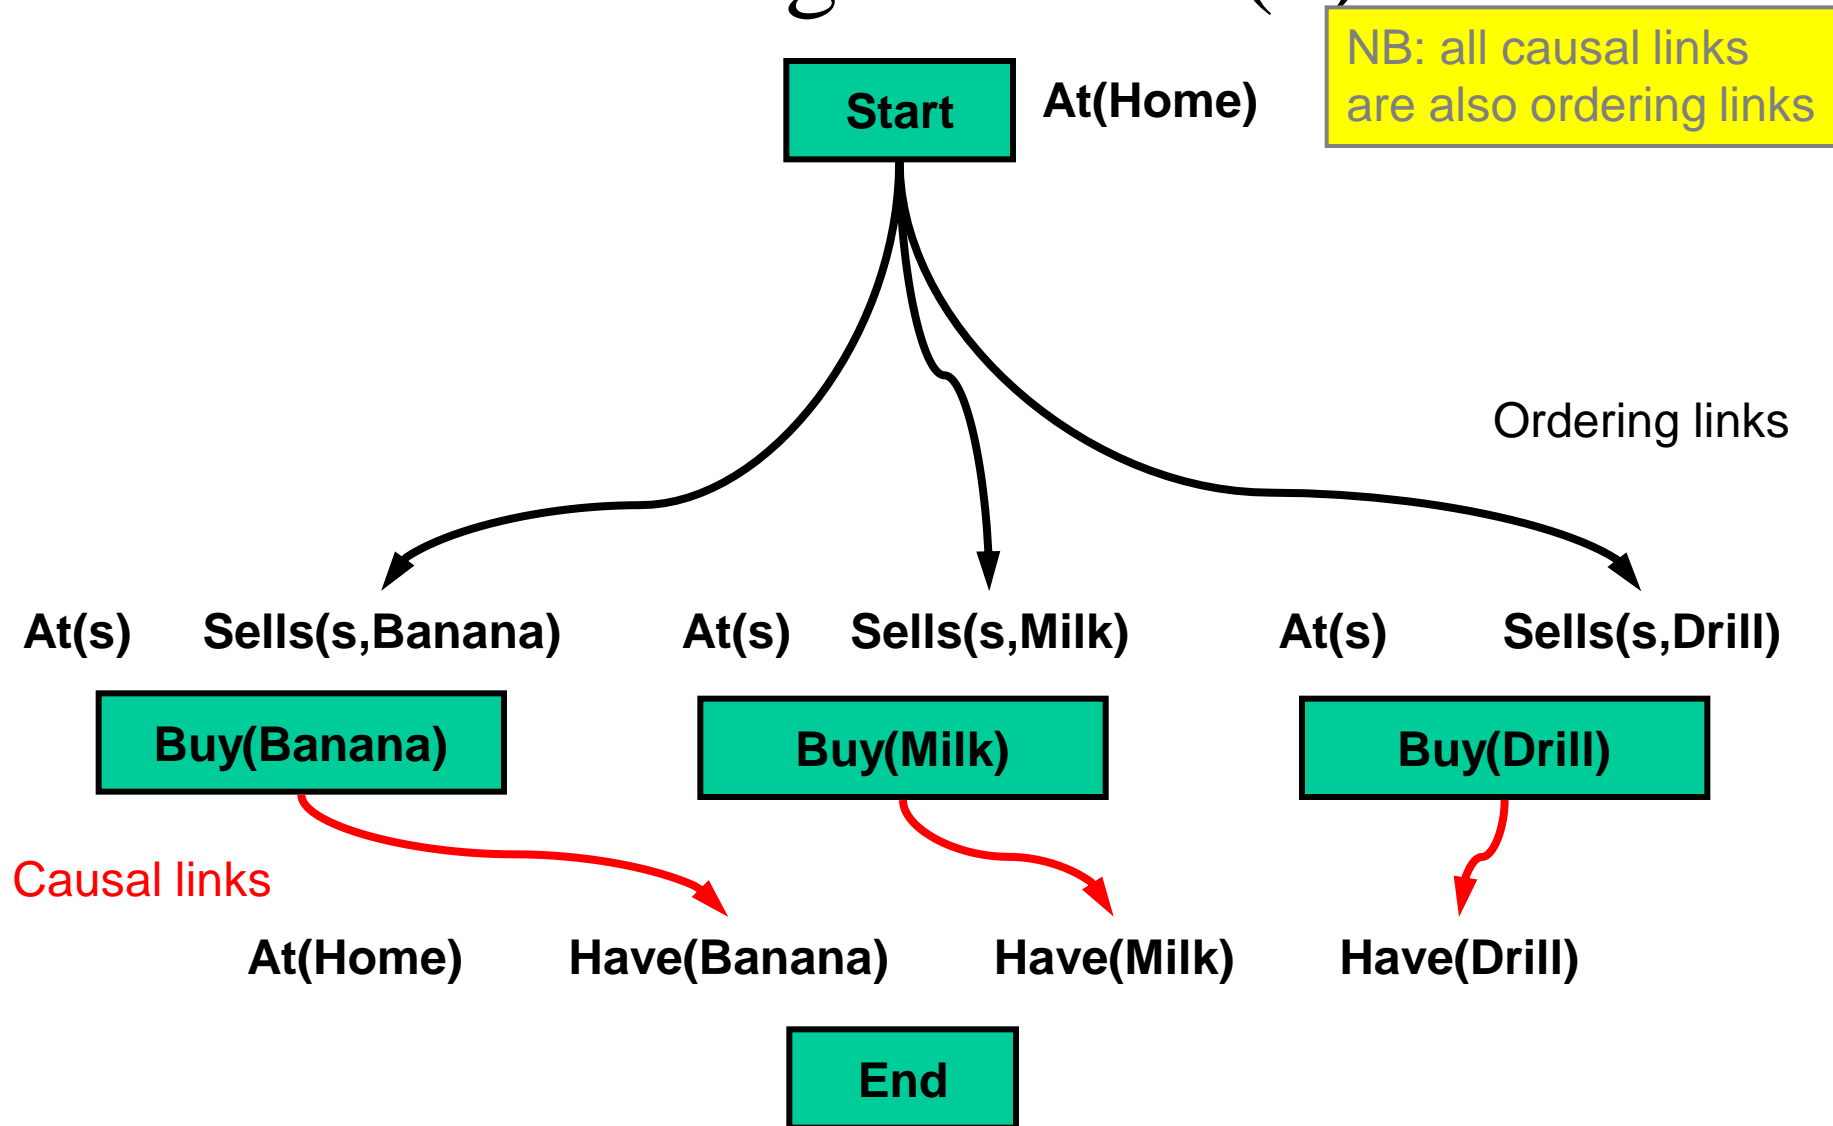 NB: all causal links
are also ordering links
Start
At(Home)
Ordering links
At(s) Sells(s,Banana) At(s) Sells(s,Milk) At(s) Sells(s,Drill)
Buy(Banana) Buy(Milk) Buy(Drill)
Causal links
At(Home) Have(Banana) Have(Milk) Have(Drill)
End